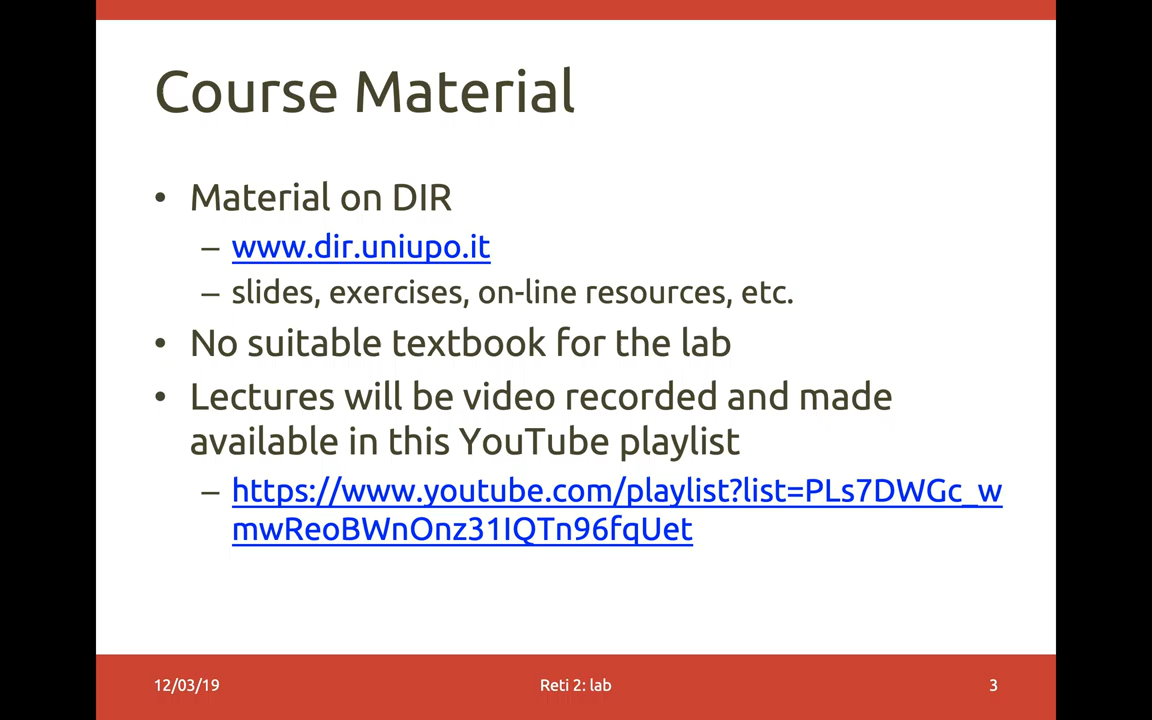 Course Material
• Material on DIR
– www.dir.uniupo.it
– slides, exercises, on-line resources, etc.
• No suitable textbook for the lab
• Lectures will be video recorded and made
available in this YouTube playlist
– https://www.youtube.com/playlist?list=PLs7DWGc_w
mwReoBWnOnz31IQTn96fqUet
12/03/19 Reti 2: lab 3